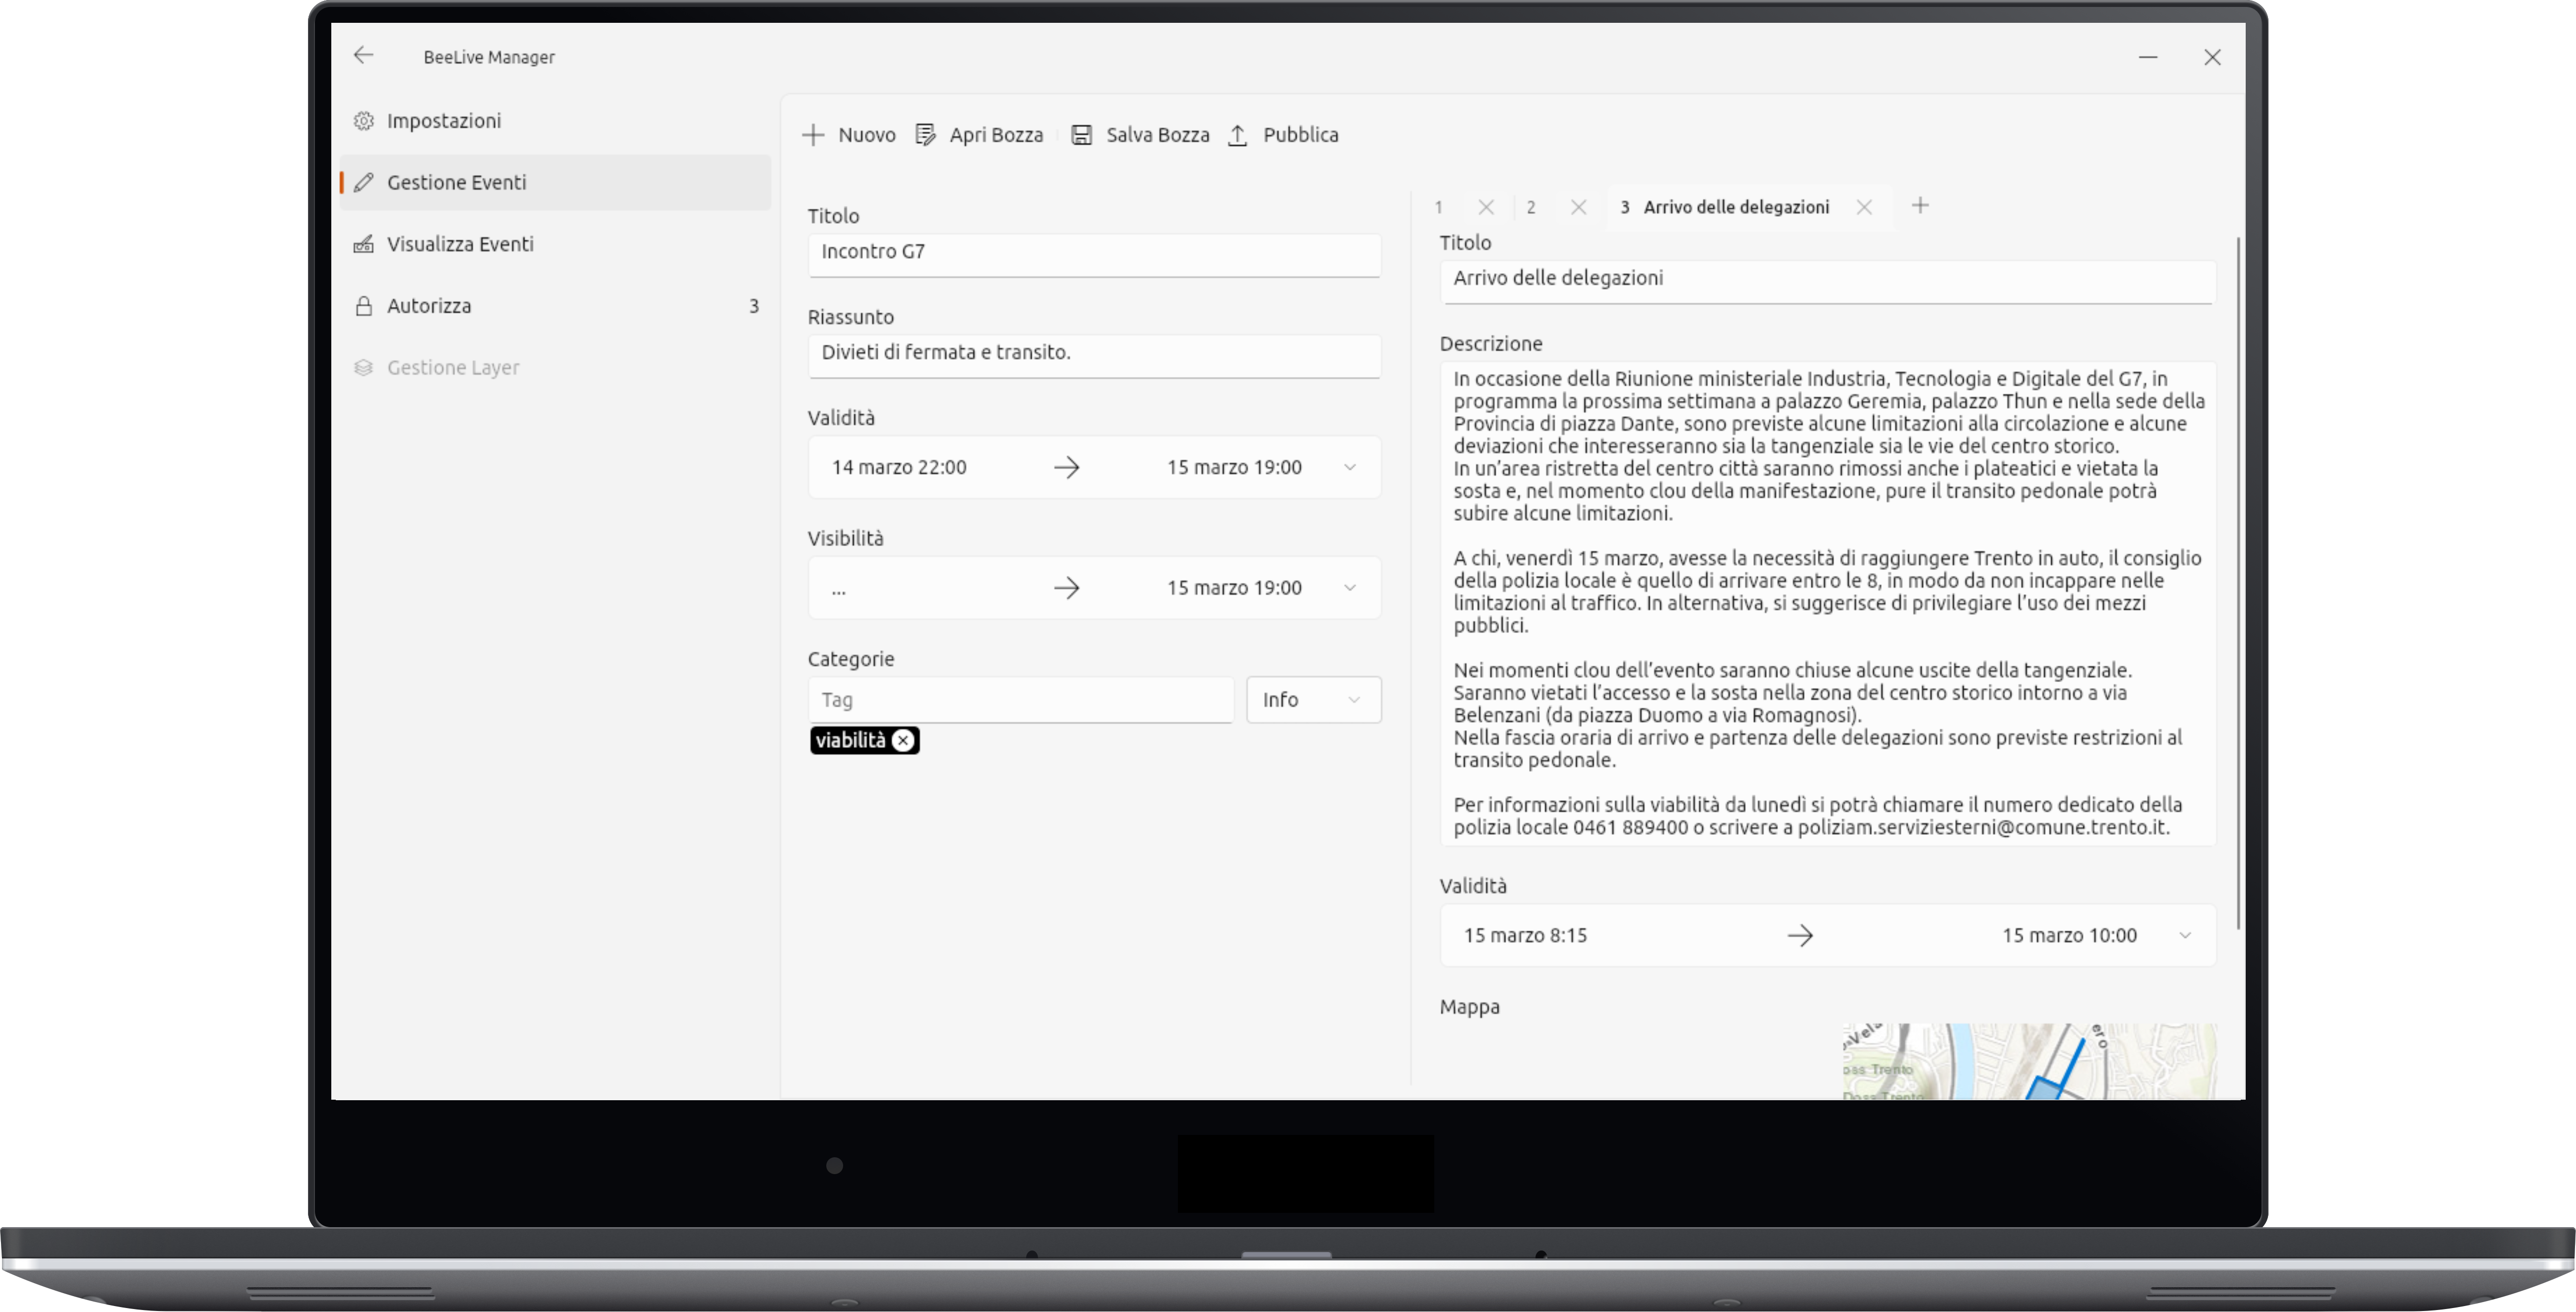 BeeLive Manager
Impostazioni
Gestione Eventi
Visualizza Eventi
Autorizza 3
Gestione Layer
Nuovo Apri Bozza Salva Bozza Pubblica
Titolo
Incontro G7
Riassunto
Divieti di fermata e transito.
Validità
14 marzo 22:00 → 15 marzo 19:00
Visibilità
... → 15 marzo 19:00
Categorie
Tag Info
viabilità
1 2 3 Arrivo delle delegazioni
Titolo
Arrivo delle delegazioni
Descrizione
In occasione della Riunione ministeriale Industria, Tecnologia e Digitale del G7, in
programma la prossima settimana a palazzo Geremia, palazzo Thun e nella sede della
Provincia di piazza Dante, sono previste alcune limitazioni alla circolazione e alcune
deviazioni che interesseranno sia la tangenziale sia le vie del centro storico.
In un'area ristretta del centro città saranno rimossi anche i plateatici e vietata la
sosta e, nel momento clou della manifestazione, pure il transito pedonale potrà
subire alcune limitazioni.
A chi, venerdì 15 marzo, avesse la necessità di raggiungere Trento in auto, il consiglio
della polizia locale è quello di arrivare entro le 8, in modo da non incappare nelle
limitazioni al traffico. In alternativa, si suggerisce di privilegiare l'uso dei mezzi
pubblici.
Nei momenti clou dell'evento saranno chiuse alcune uscite della tangenziale.
Saranno vietati l'accesso e la sosta nella zona del centro storico intorno a via
Belenzani (da piazza Duomo a via Romagnosi).
Nella fascia oraria di arrivo e partenza delle delegazioni sono previste restrizioni al
transito pedonale.
Per informazioni sulla viabilità da lunedì si potrà chiamare il numero dedicato della
polizia locale 0461 889400 o scrivere a poliziam.serviziesterni@comune.trento.it.
Validità
15 marzo 8:15 → 15 marzo 10:00
Mappa
oss Trento
Doss Trento